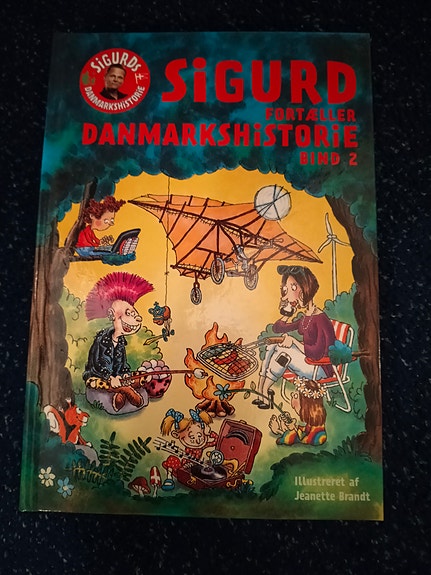 SiGURDS
DANMARKSHiSTORiE
SiGURD
FORTÆLLER
DANMARKSHiSTORiE
BIND 2
Illustreret af
Jeanette Brandt